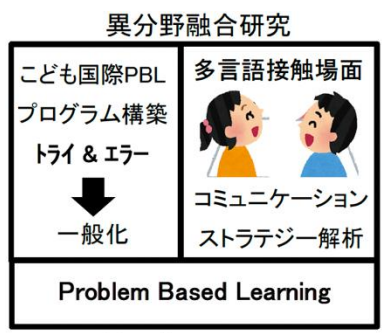 異分野融合研究
こども国際PBL
プログラム構築
トライ & エラー
一般化
多言語接触場面
コミュニケーション
ストラテジー解析
Problem Based Learning